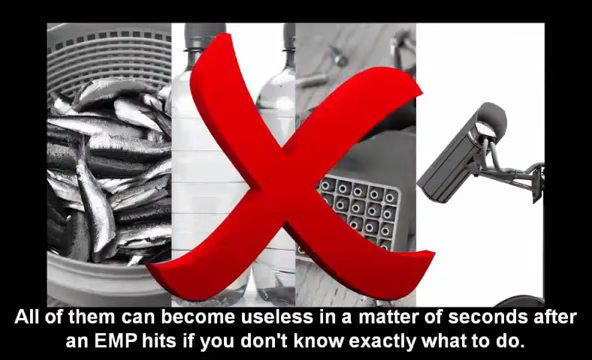 All of them can become useless in a matter of seconds after
an EMP hits if you don't know exactly what to do.